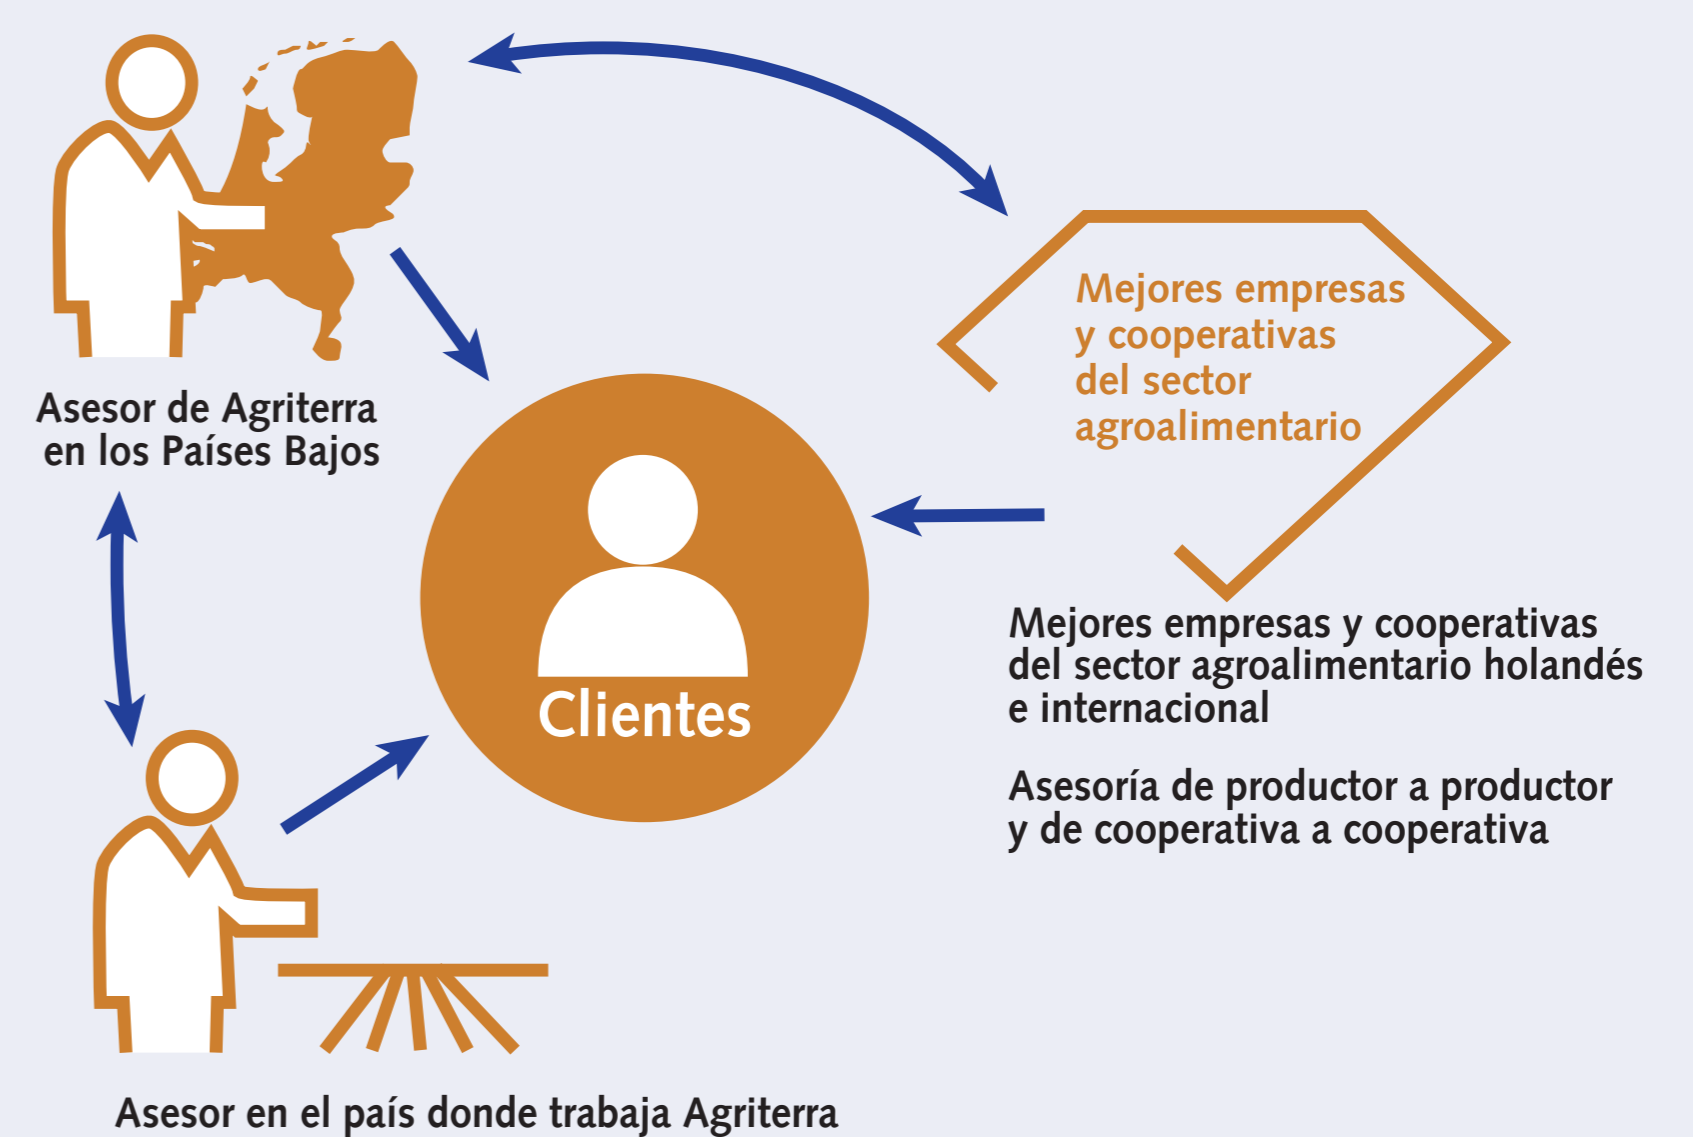 Asesor de Agriterra
en los Países Bajos
Mejores empresas
y cooperativas
del sector
agroalimentario
Clientes
Mejores empresas y cooperativas
del sector agroalimentario holandés
e internacional
Asesoría de productor a productor
y de cooperativa a cooperativa
Asesor en el país donde trabaja Agriterra